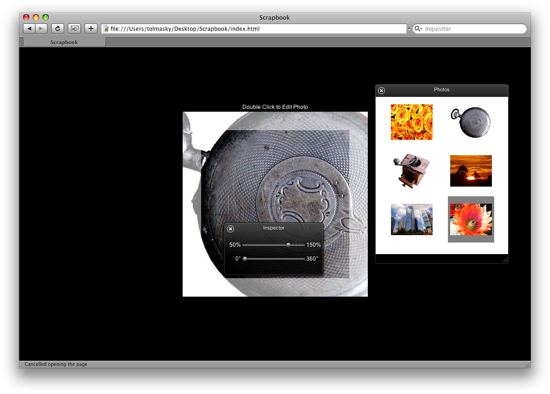 Scrapbook
file:///Users/tolmasky/Desktop/Scrapbook/index.html
Inquisitor
Scrapbook
Double Click to Edit Photo
Photos
Inspector
50% 150%
0° 360°
Cancelled opening the page